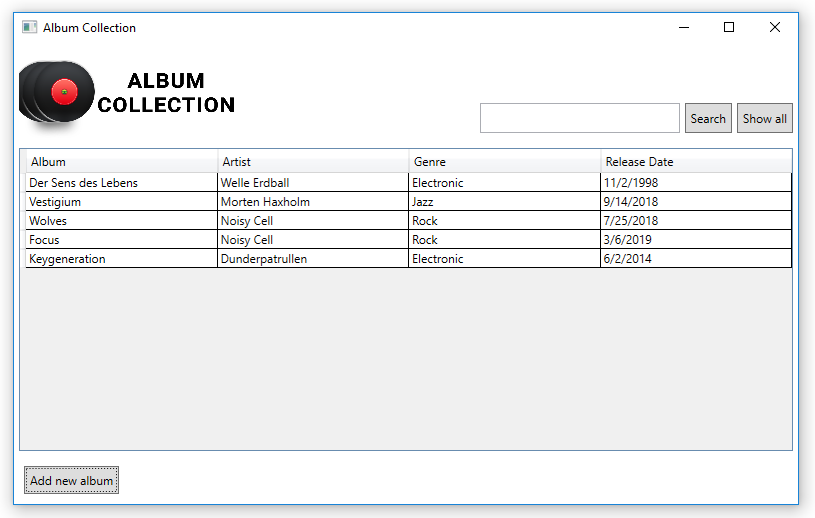 Album Collection
ALBUM
COLLECTION
Search Show all
Album Artist Genre Release Date
Der Sens des Lebens Welle Erdball Electronic 11/2/1998
Vestigium Morten Haxholm Jazz 9/14/2018
Wolves Noisy Cell Rock 7/25/2018
Focus Noisy Cell Rock 3/6/2019
Keygeneration Dunderpatrullen Electronic 6/2/2014
Add new album